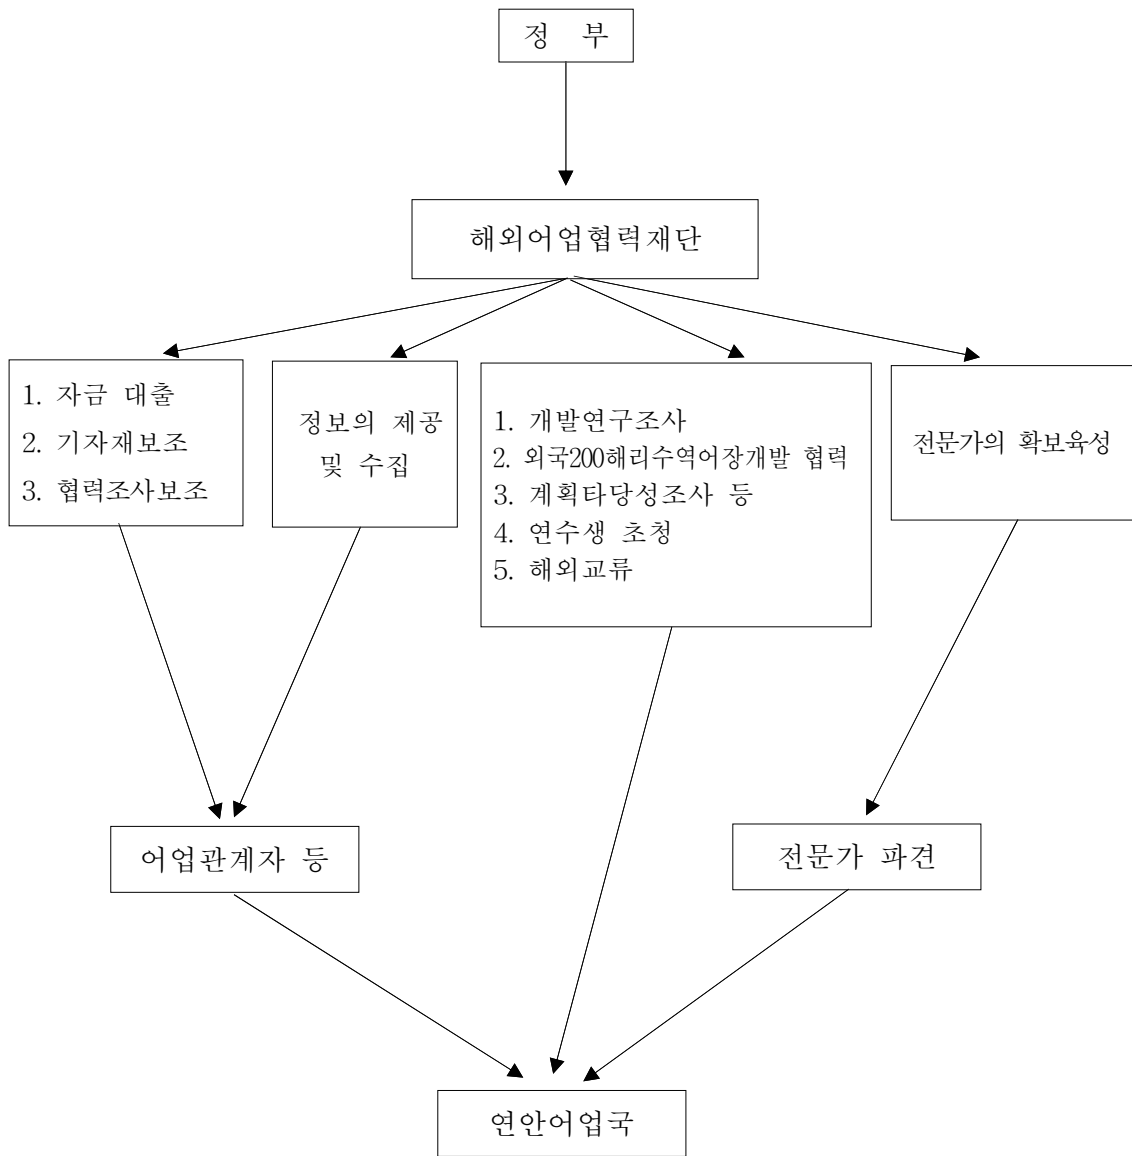 정 부
해외어업협력재단
1. 자금 대출
2. 기자재보조
3. 협력조사보조
정보의 제공
및 수집
1. 개발연구조사
2. 외국200해리수역어장개발 협력
3. 계획타당성조사 등
4. 연수생 초청
5. 해외교류
전문가의 확보육성
어업관계자 등
전문가 파견
연안어업국